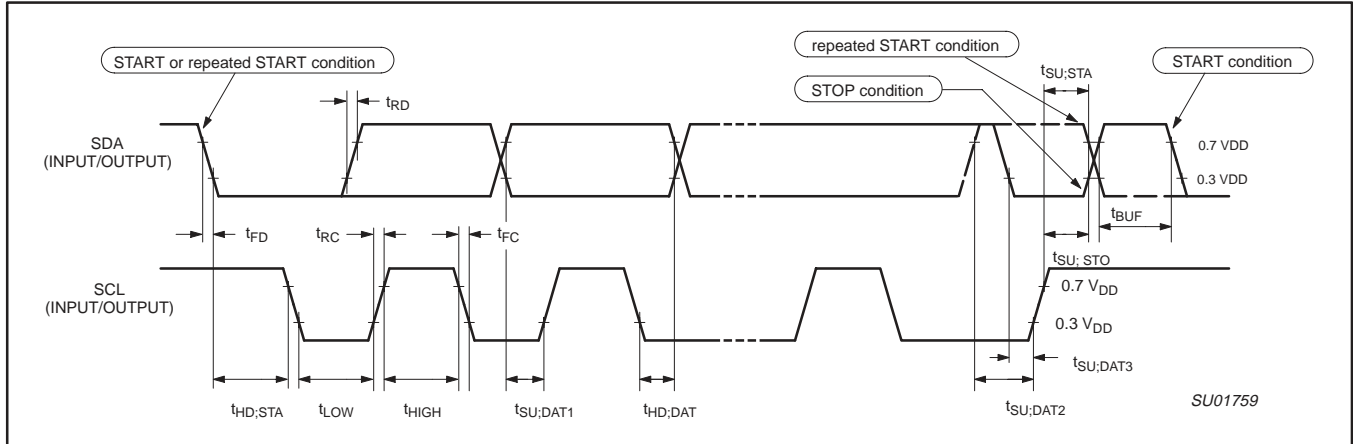 repeated START condition
START or repeated START condition
tSU;STA
START condition
STOP condition
tRD
SDA
(INPUT/OUTPUT)
0.7 VDD
0.3 VDD
tBUF
tFD
tRC
tFC
tSU; STO
SCL
(INPUT/OUTPUT)
0.7 VDD
0.3 VDD
tSU;DAT3
tHD;STA
tLOW
tHIGH
tSU;DAT1
tHD;DAT
tSU;DAT2
SU01759